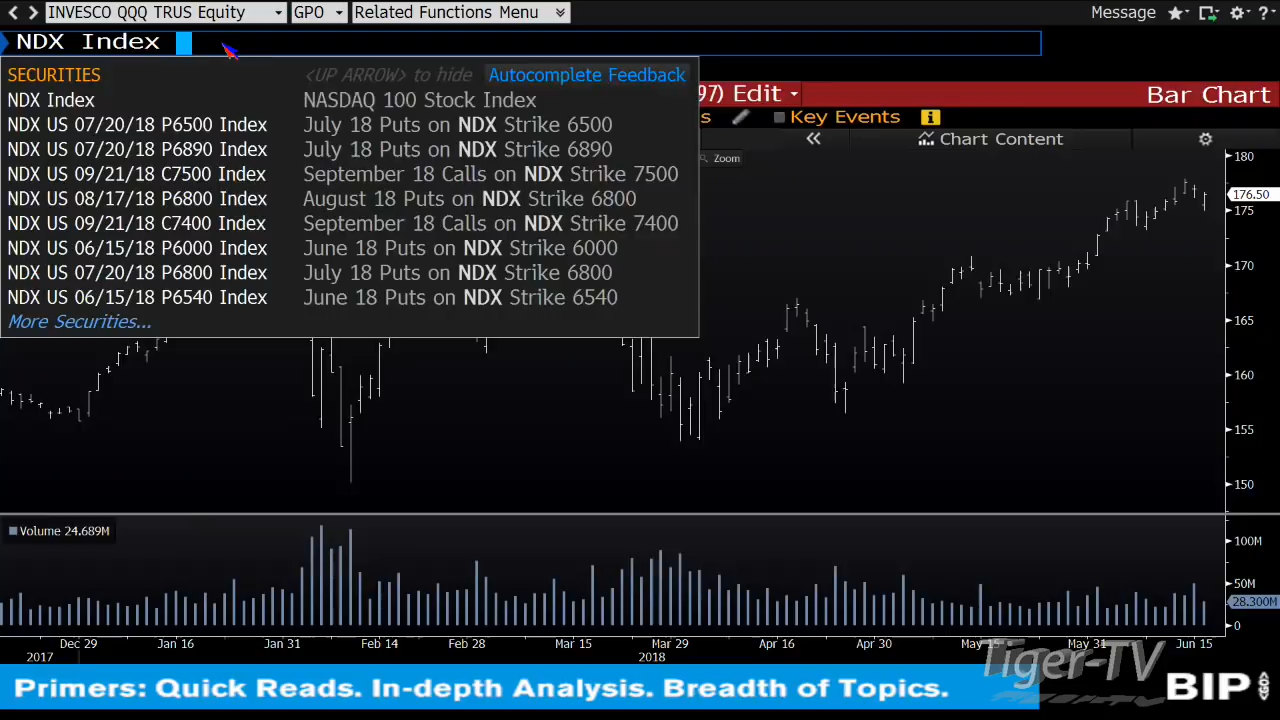 INVESCO QQQ TRUS Equity GPO Related Functions Menu Message ?
NDX Index
SECURITIES <UP ARROW> to hide Autocomplete Feedback
NDX Index NASDAQ 100 Stock Index
NDX US 07/20/18 P6500 Index July 18 Puts on NDX Strike 6500
NDX US 07/20/18 P6890 Index July 18 Puts on NDX Strike 6890
NDX US 09/21/18 C7500 Index September 18 Calls on NDX Strike 7500
NDX US 08/17/18 P6800 Index August 18 Puts on NDX Strike 6800
NDX US 09/21/18 C7400 Index September 18 Calls on NDX Strike 7400
NDX US 06/15/18 P6000 Index June 18 Puts on NDX Strike 6000
NDX US 07/20/18 P6800 Index July 18 Puts on NDX Strike 6800
NDX US 06/15/18 P6540 Index June 18 Puts on NDX Strike 6540
More Securities...
97) Edit Bar Chart
s Key Events i
« Chart Content
Zoom
180
176.50
175
170
165
160
155
150
Volume 24.689M
100M
50M
28.300M
0
Dec 29 Jan 16 Jan 31 Feb 14 Feb 28 Mar 15 Mar 29 Apr 16 Apr 30 May 15 May 31 Jun 15
2017 2018
Tiger-TV
Primers: Quick Reads. In-depth Analysis. Breadth of Topics.
BIP GO